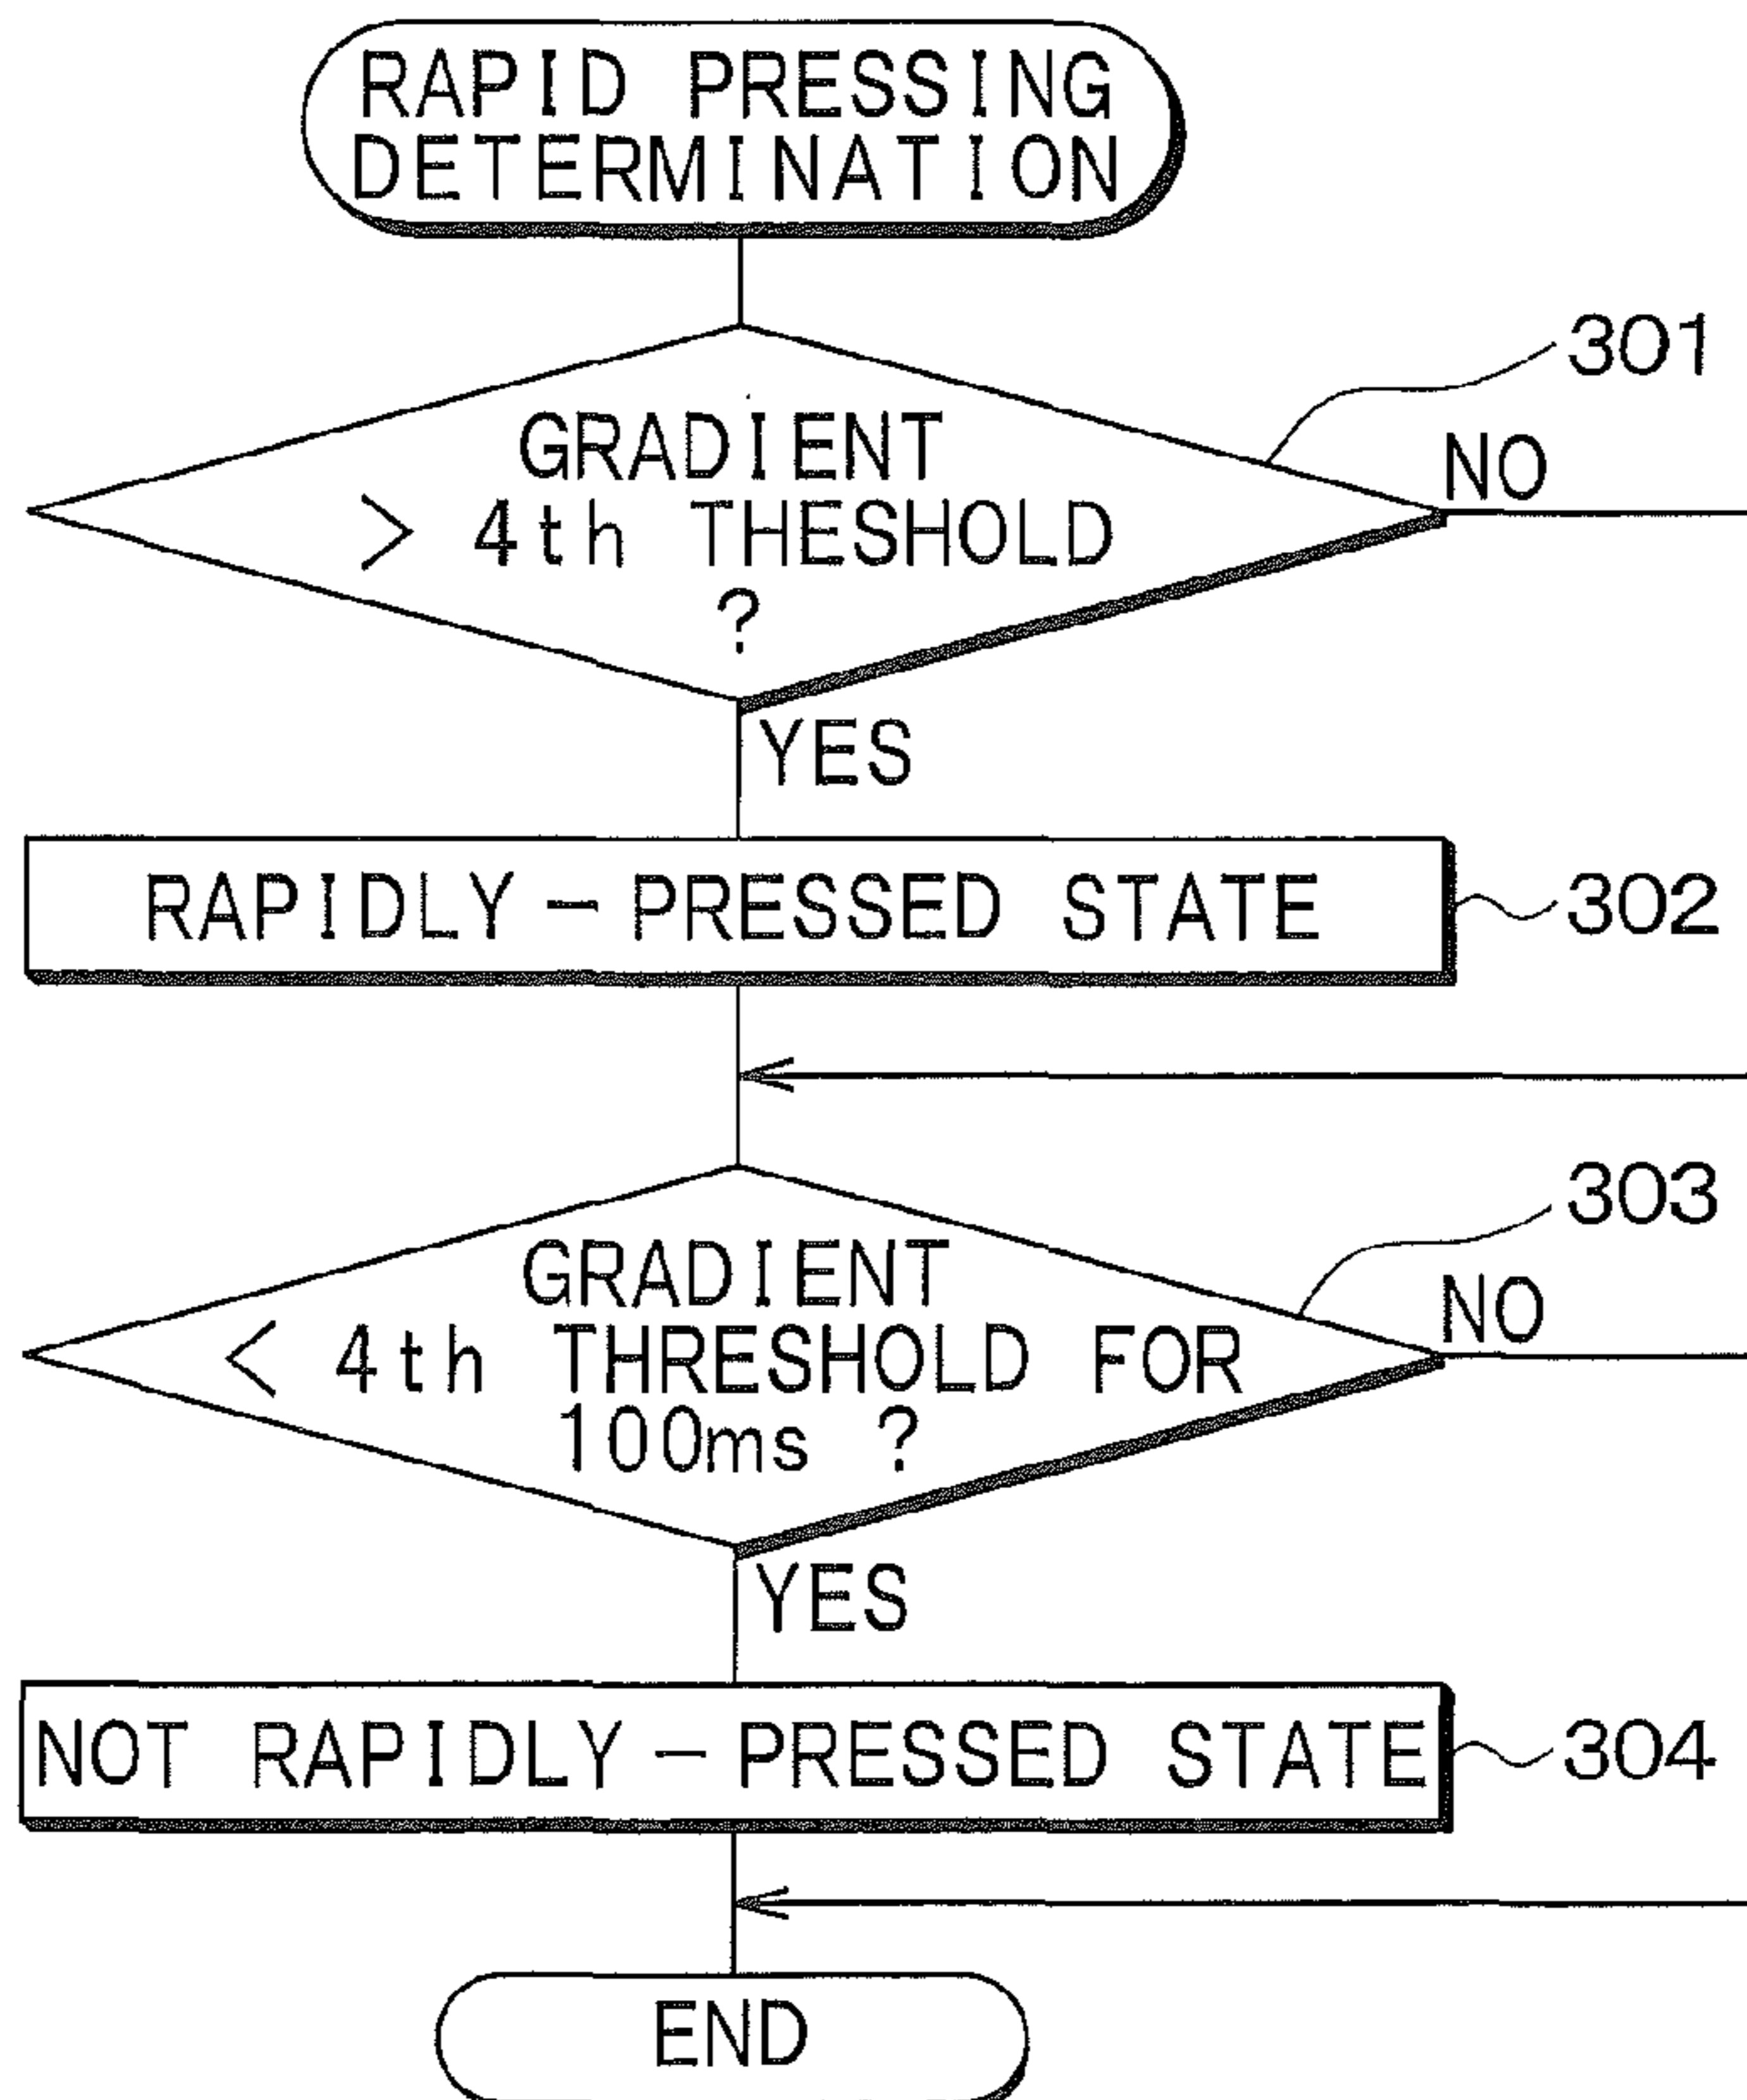 RAPID PRESSING
DETERMINATION
301
GRADIENT
> 4th THESHOLD
?
NO
YES
RAPIDLY-PRESSED STATE
302
303
GRADIENT
< 4th THRESHOLD FOR
100ms ?
NO
YES
NOT RAPIDLY-PRESSED STATE
304
END